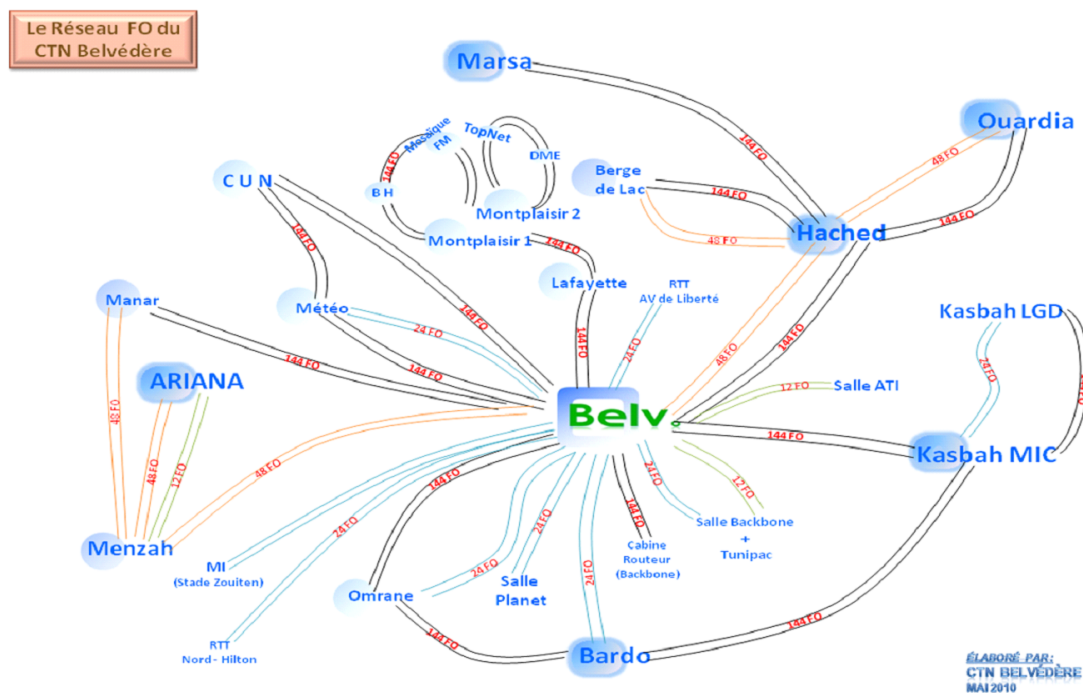 Le Réseau FO du
CTN Belvédère
Marsa
Ouardia
Mosaïque
FM
TopNet
DME
144 FO
144 FO
48 FO
Berge
de Lac
144 FO
C U N
B H
Montplaisir 2
Montplaisir 1
144 FO
48 FO
Hached
144 FO
144 FO
Lafayette
RTT
AV de Liberté
Manar
Météo
24 FO
144 FO
144 FO
24 FO
48 FO
144 FO
Kasbah LGD
144 FO
144 FO
ARIANA
48 FO
Belv.
12 FO
Salle ATI
24 FO
144 FO
Kasbah MIC
48 FO
12 FO
48 FO
144 FO
24 FO
12 FO
Menzah
24 FO
24 FO
144 FO
Salle Backbone
+
Tunipac
MI
(Stade Zouiten)
24 FO
24 FO
Cabine
Routeur
(Backbone)
Omrane
Salle
Planet
144 FO
144 FO
RTT
Nord- Hilton
Bardo
ÉLABORÉ PAR:
CTN BELVÉDÈRE
MAI 2010